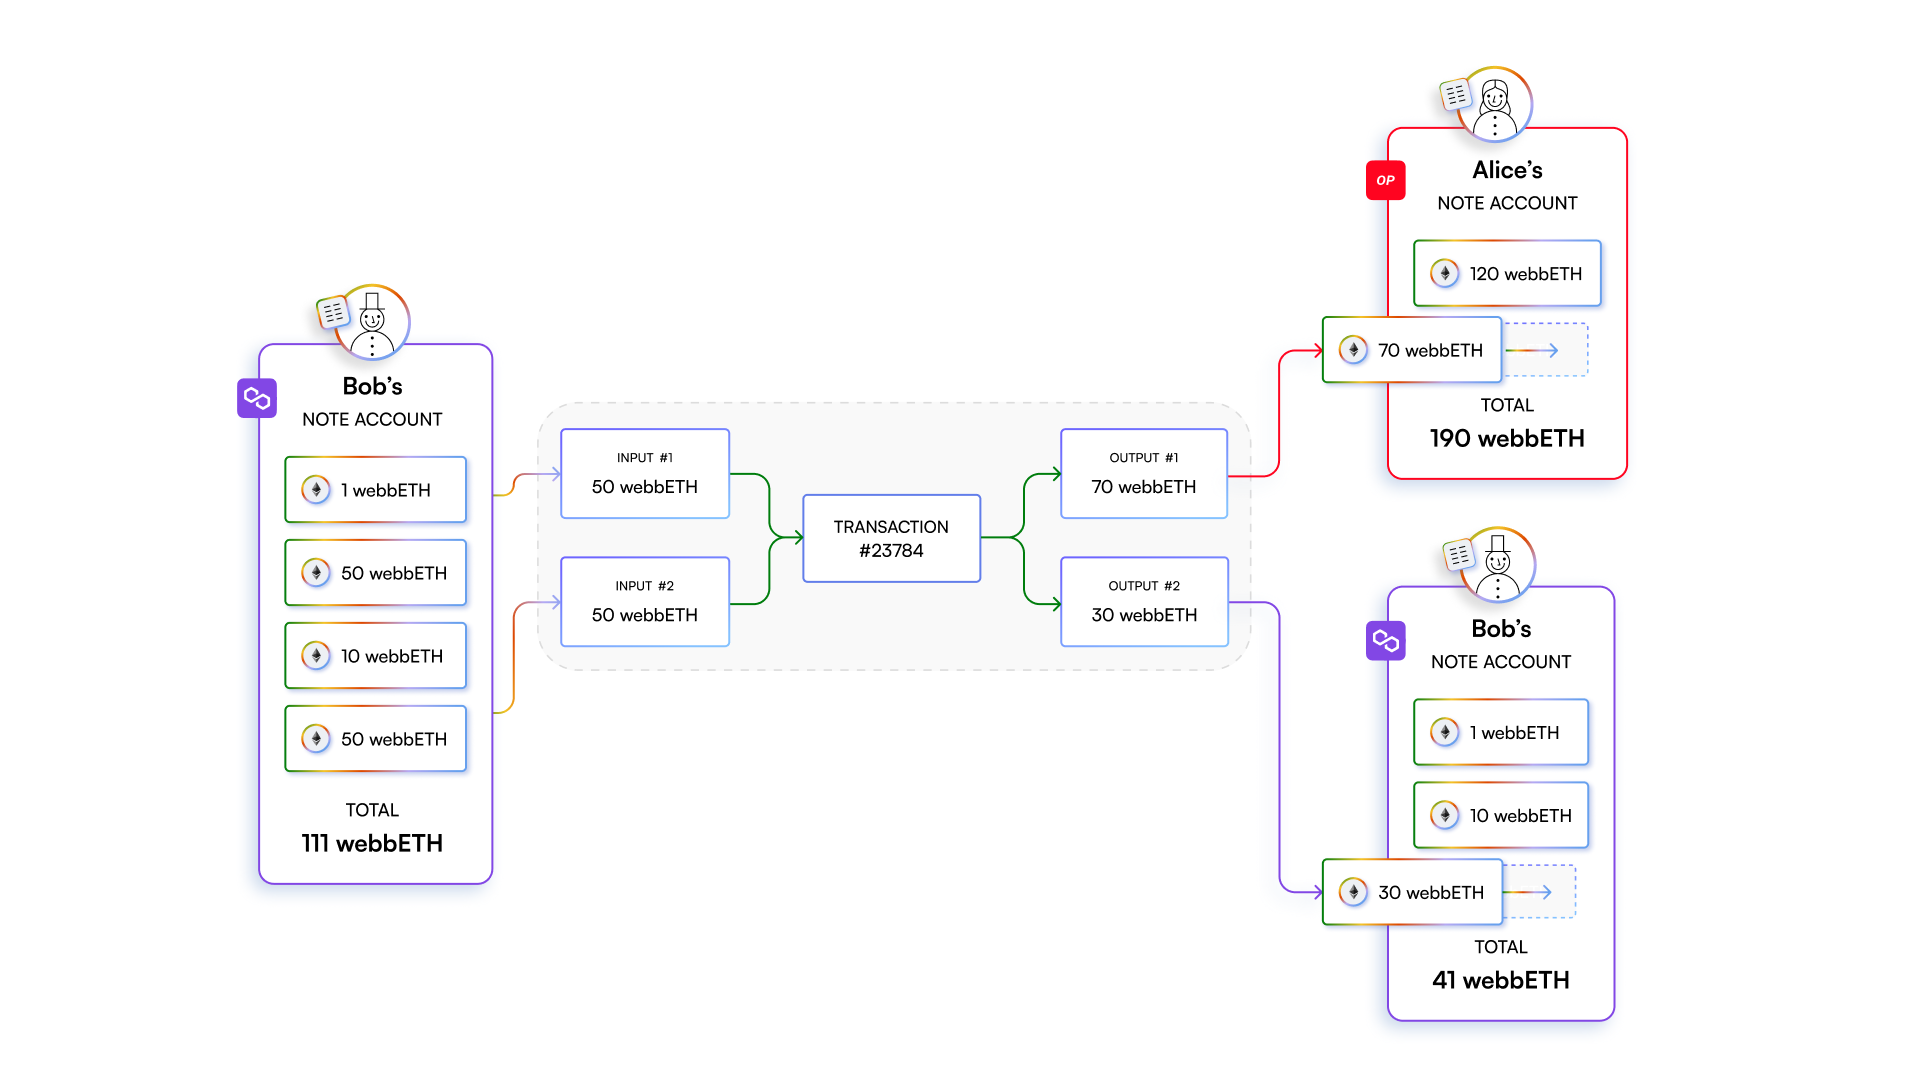 Bob’s
NOTE ACCOUNT
1 webbETH
50 webbETH
10 webbETH
50 webbETH
TOTAL
111 webbETH
INPUT #1
50 webbETH
INPUT #2
50 webbETH
TRANSACTION
#23784
OUTPUT #1
70 webbETH
OUTPUT #2
30 webbETH
OP
Alice’s
NOTE ACCOUNT
120 webbETH
70 webbETH
TOTAL
190 webbETH
Bob’s
NOTE ACCOUNT
1 webbETH
10 webbETH
30 webbETH
TOTAL
41 webbETH